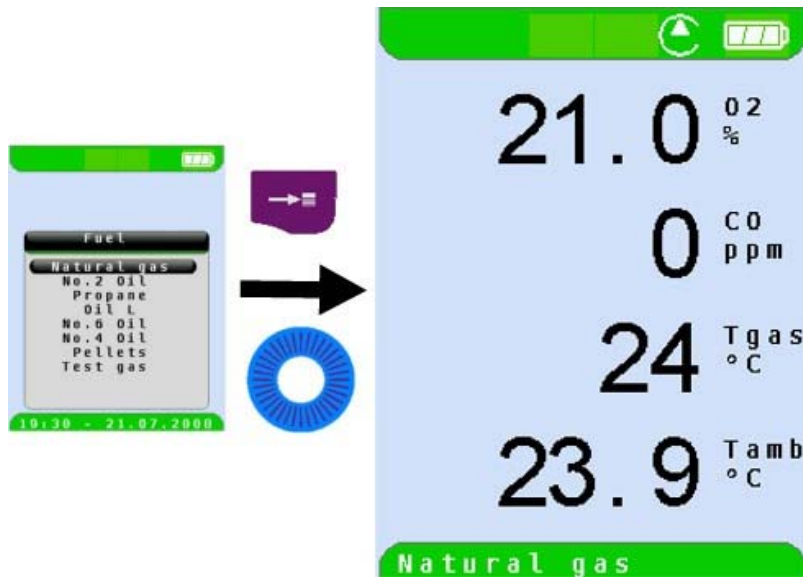 Fuel
Natural gas
No.2 Oil
Propane
Oil L
No.6 Oil
No.4 Oil
Pellets
Test gas
19:30 - 21.07.2008
21.0 O2
%
0 CO
ppm
24 Tgas
°C
23.9 Tamb
°C
Natural gas